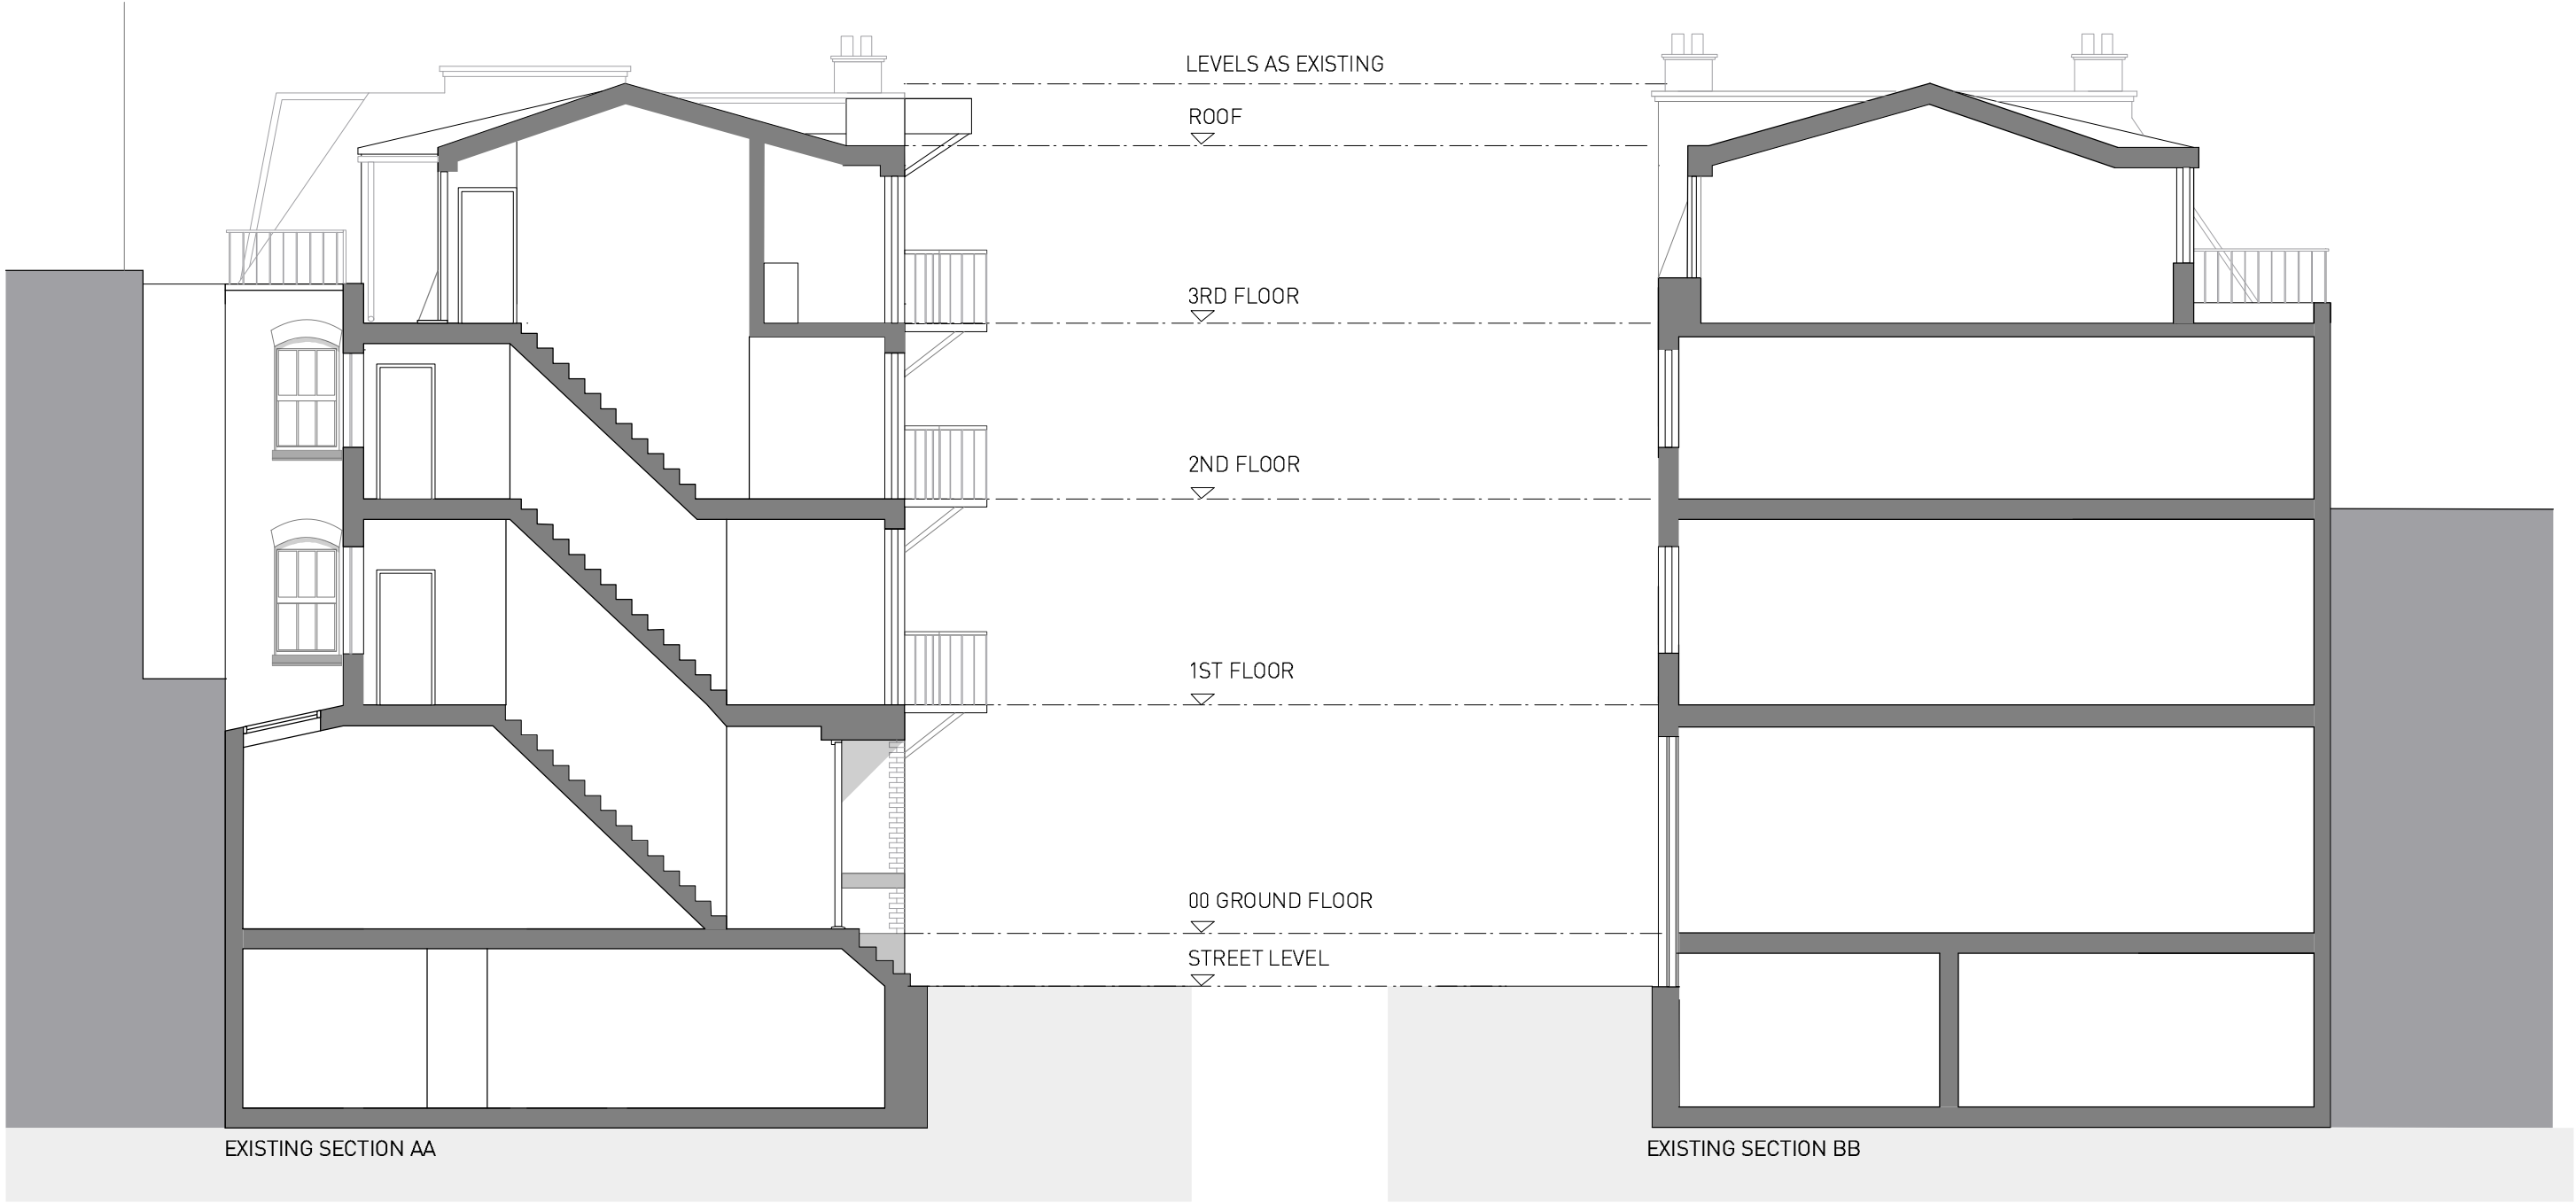 LEVELS AS EXISTING
ROOF
3RD FLOOR
2ND FLOOR
1ST FLOOR
00 GROUND FLOOR
STREET LEVEL
EXISTING SECTION AA
EXISTING SECTION BB